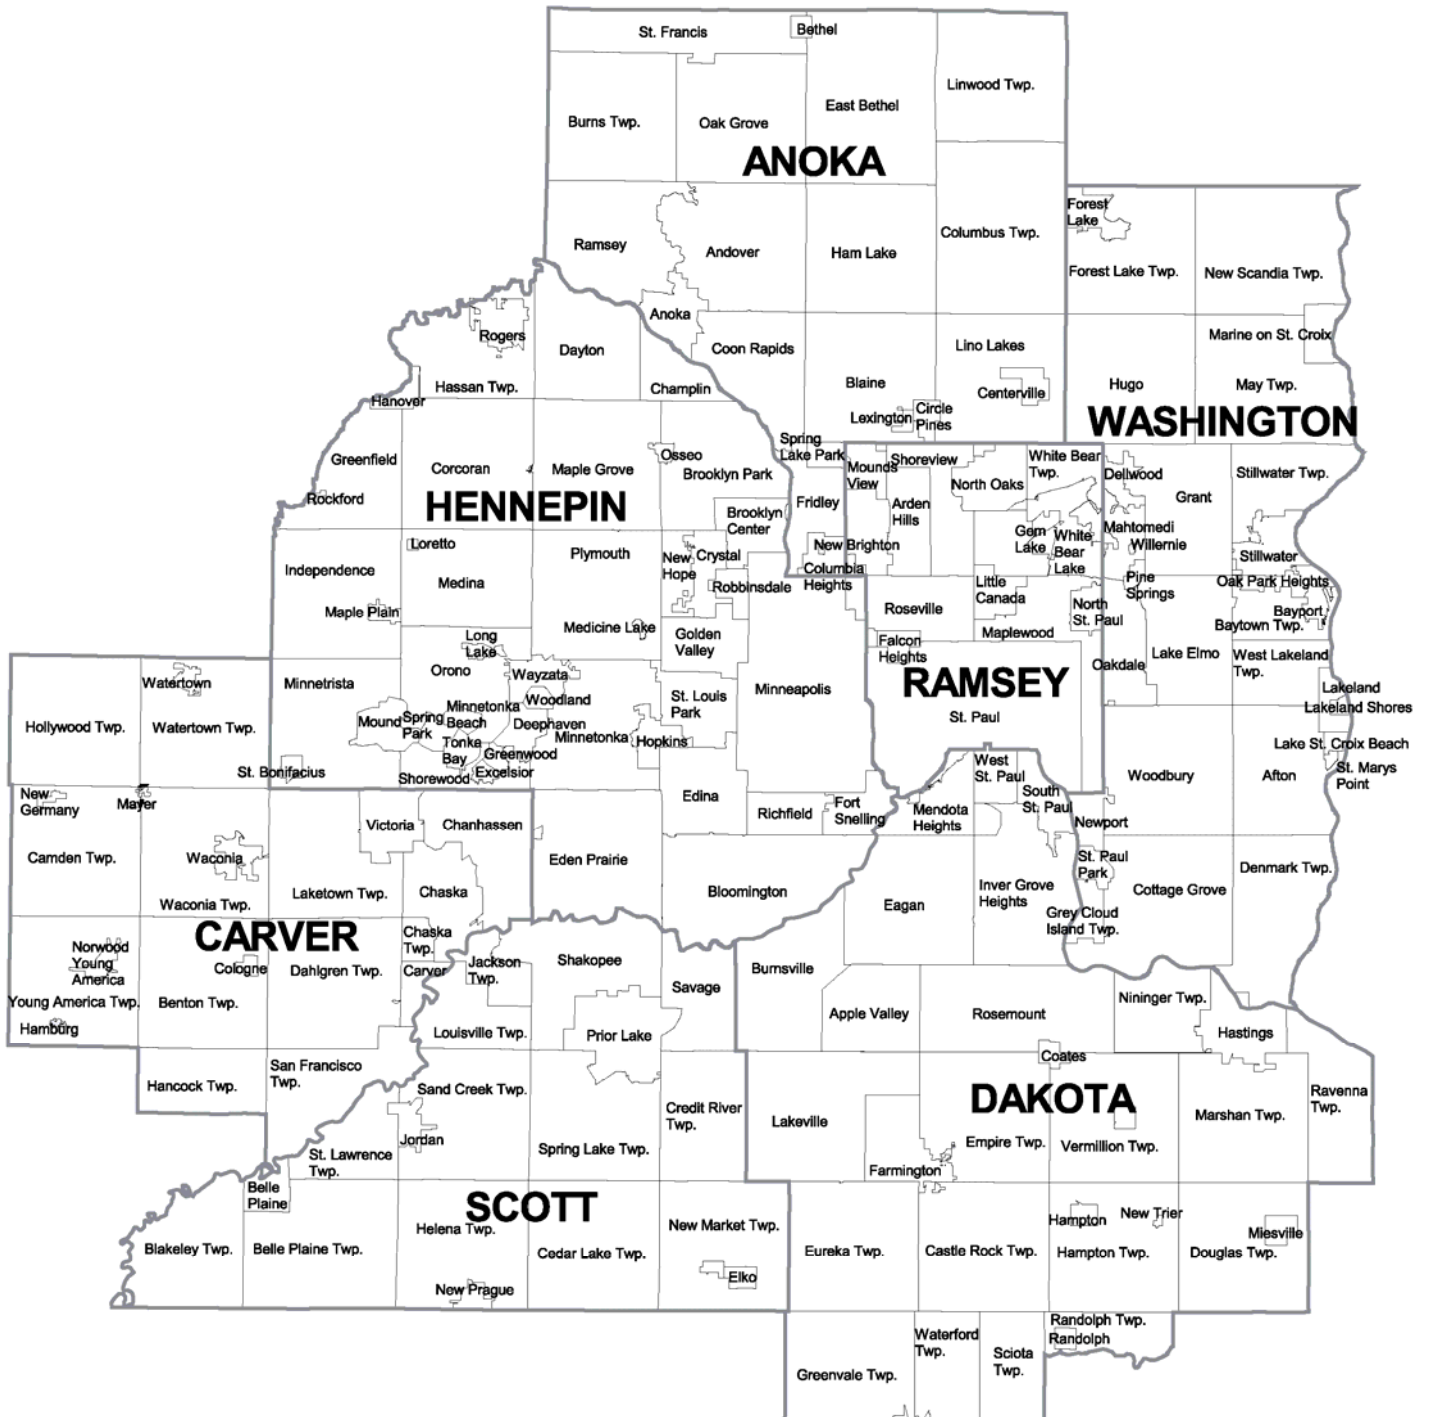 St. Francis
Bethel
Linwood Twp.
East Bethel
Burns Twp.
Oak Grove
ANOKA
Forest
Lake
Columbus Twp.
Ramsey
Andover
Ham Lake
Forest Lake Twp.
New Scandia Twp.
Anoka
Rogers
Marine on St. Croix
Dayton
Coon Rapids
Lino Lakes
Hassan Twp.
Champlin
Blaine
Centerville
Hugo
May Twp.
Hanover
Lexington
Circle
Pines
WASHINGTON
Spring
Lake Park
Greenfield
Corcoran
Maple Grove
Osseo
Brooklyn Park
Mounds
View
Shoreview
White Bear
Twp.
North Oaks
Dellwood
Stillwater Twp.
Grant
Rockford
HENNEPIN
Brooklyn
Center
Fridley
Arden
Hills
Gem
Lake
White
Bear
Lake
Mahtomedi
Willernie
Loretto
Plymouth
New
Hope
Crystal
New Brighton
Stillwater
Independence
Medina
Robbinsdale
Columbia
Heights
Little
Canada
Pine
Springs
Oak Park Heights
Maple Plain
Roseville
North
St. Paul
Bayport
Baytown Twp.
Medicine Lake
Golden
Valley
Falcon
Heights
Maplewood
Long
Lake
Orono
Oakdale
Lake Elmo
West Lakeland
Twp.
Minnetrista
Wayzata
Minneapolis
RAMSEY
Watertown
Woodland
St. Louis
Park
Lakeland
Lakeland Shores
Hollywood Twp.
Watertown Twp.
Mound
Spring
Park
Minnetonka
Beach
Deephaven
Minnetonka
Hopkins
St. Paul
Tonka
Bay
Greenwood
Lake St. Croix Beach
St. Bonifacius
Shorewood
Excelsior
West
St. Paul
Woodbury
Afton
St. Marys
Point
New
Germany
Mayer
Edina
Richfield
Fort
Snelling
Mendota
Heights
South
St. Paul
Newport
Victoria
Chanhassen
Camden Twp.
Waconia
Eden Prairie
St. Paul
Park
Denmark Twp.
Waconia Twp.
Laketown Twp.
Chaska
Bloomington
Eagan
Inver Grove
Heights
Cottage Grove
Grey Cloud
Island Twp.
CARVER
Chaska
Twp.
Norwood
Young
America
Cologne
Dahlgren Twp.
Carver
Jackson
Twp.
Shakopee
Burnsville
Savage
Young America Twp.
Benton Twp.
Nininger Twp.
Hamburg
Louisville Twp.
Prior Lake
Apple Valley
Rosemount
Hastings
Coates
Hancock Twp.
San Francisco
Twp.
Sand Creek Twp.
DAKOTA
Ravenna
Twp.
Credit River
Twp.
Lakeville
Marshan Twp.
Jordan
Spring Lake Twp.
Empire Twp.
Vermillion Twp.
St. Lawrence
Twp.
Farmington
Belle
Plaine
SCOTT
Helena Twp.
New Market Twp.
Hampton
New Trier
Miesville
Blakeley Twp.
Belle Plaine Twp.
Cedar Lake Twp.
Eureka Twp.
Castle Rock Twp.
Hampton Twp.
Douglas Twp.
New Prague
Elko
Randolph Twp.
Randolph
Waterford
Twp.
Sciota
Twp.
Greenvale Twp.